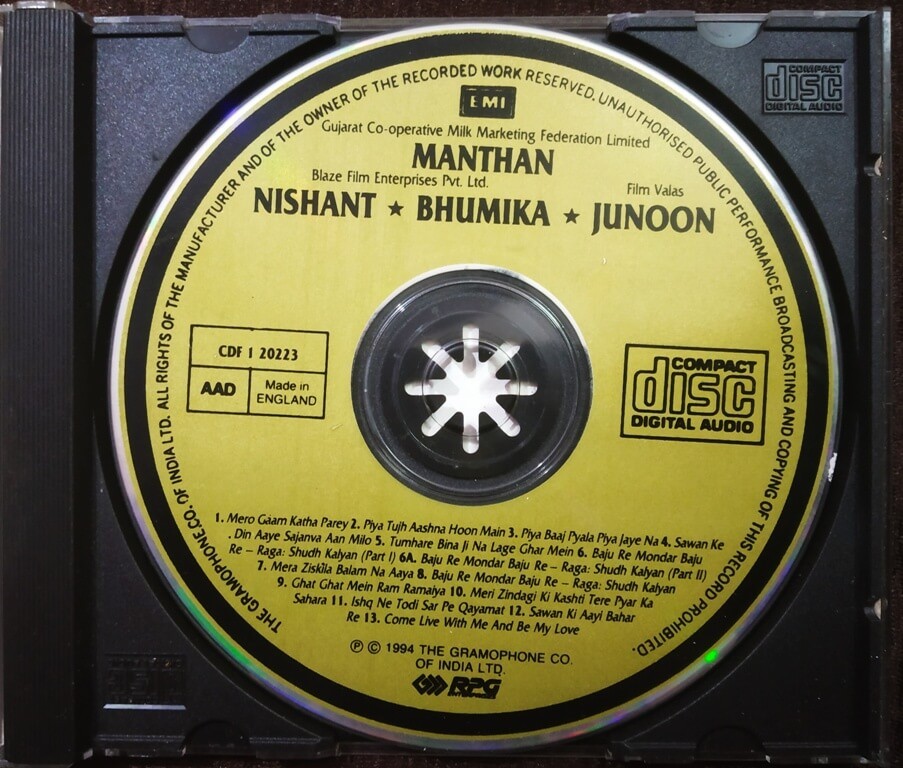 THE GRAMOPHONE.CO. OF INDIA LTD. ALL RIGHTS OF THE MANUFACTURER AND OF THE OWNER OF THE RECORDED WORK RESERVED. UNAUTHORISED PUBLIC PERFORMANCE BROADCASTING AND COPYING OF THIS RECORD PROHIBITED.
EMI
Gujarat Co-operative Milk Marketing Federation Limited
MANTHAN
Blaze Film Enterprises Pvt. Ltd. Film Valas
NISHANT ★ BHUMIKA ★ JUNOON
COMPACT
disc
DIGITAL AUDIO
CDF 1 20223
AAD Made in
ENGLAND
COMPACT
disc
DIGITAL AUDIO
1. Mero Gaam Katha Parey 2. Piya Tujh Aashna Hoon Main 3. Piya Baaj Pyala Piya Jaye Na 4. Sawan Ke
. Din Aaye Sajanva Aan Milo 5. Tumhare Bina Ji Na Lage Ghar Mein 6. Baju Re Mondar Baju
Re – Raga: Shudh Kalyan (Part I) 6A. Baju Re Mondar Baju Re – Raga: Shudh Kalyan (Part II)
7. Mera Ziskila Balam Na Aaya 8. Baju Re Mondar Baju Re – Raga: Shudh Kalyan
9. Ghat Ghat Mein Ram Ramaiya 10. Meri Zindagi Ki Kashti Tere Pyar Ka
Sahara 11. Ishq Ne Todi Sar Pe Qayamat 12. Sawan Ki Aayi Bahar
Re 13. Come Live With Me And Be My Love
℗ © 1994 THE GRAMOPHONE CO.
OF INDIA LTD.
RPG
ENTERPRISES